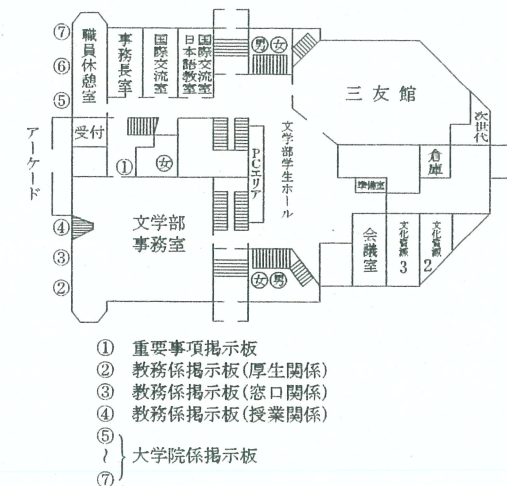 ⑦
⑥
⑤
職員休憩室
事務長室
国際交流室
国際交流室
日本語教室
男
女
三友館
次世代
アーケード
受付
①
女
PCエリア
文学部学生ホール
倉庫
準備室
④
③
②
文学部
事務室
女
男
会議室
文化資源
3
文化資源
2
① 重要事項掲示板
② 教務係掲示板(厚生関係)
③ 教務係掲示板(窓口関係)
④ 教務係掲示板(授業関係)
⑤
~
⑦
大学院係掲示板